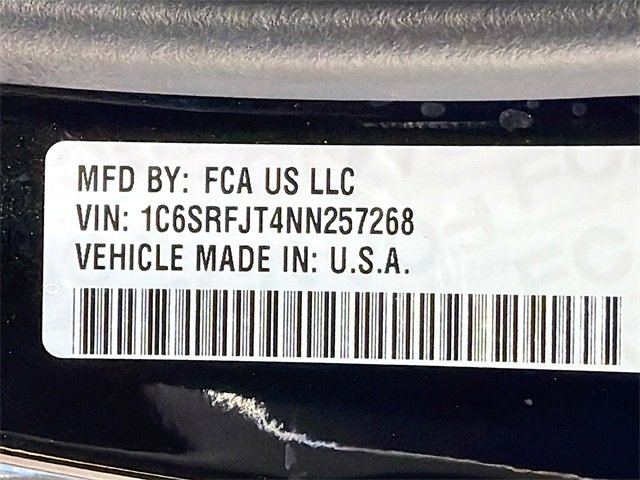 MFD BY: FCA US LLC
VIN: 1C6SRFJT4NN257268
VEHICLE MADE IN: U.S.A.